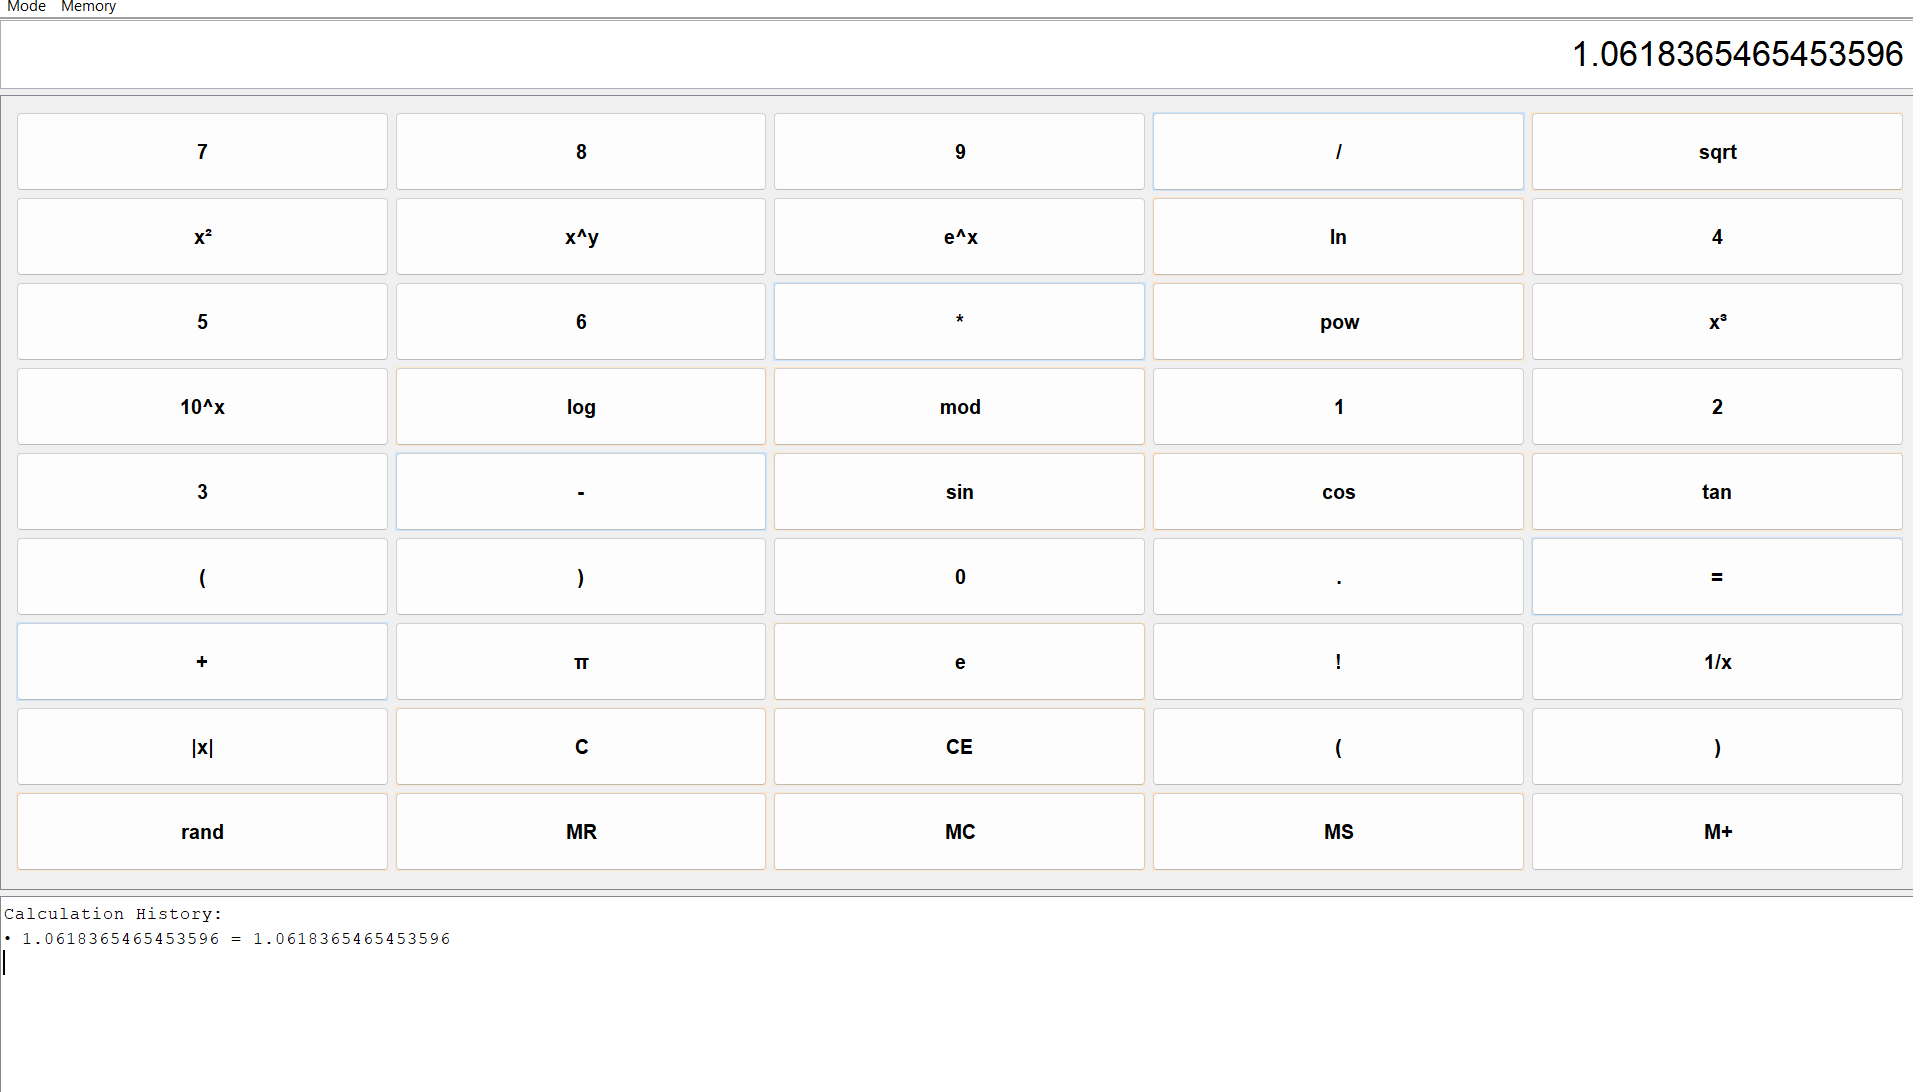 Mode Memory
1.0618365465453596
7 8 9 / sqrt
x² x^y e^x ln 4
5 6 * pow x³
10^x log mod 1 2
3 - sin cos tan
( ) 0 . =
+ π e ! 1/x
|x| C CE ( )
rand MR MC MS M+
Calculation History:
• 1.0618365465453596 = 1.0618365465453596